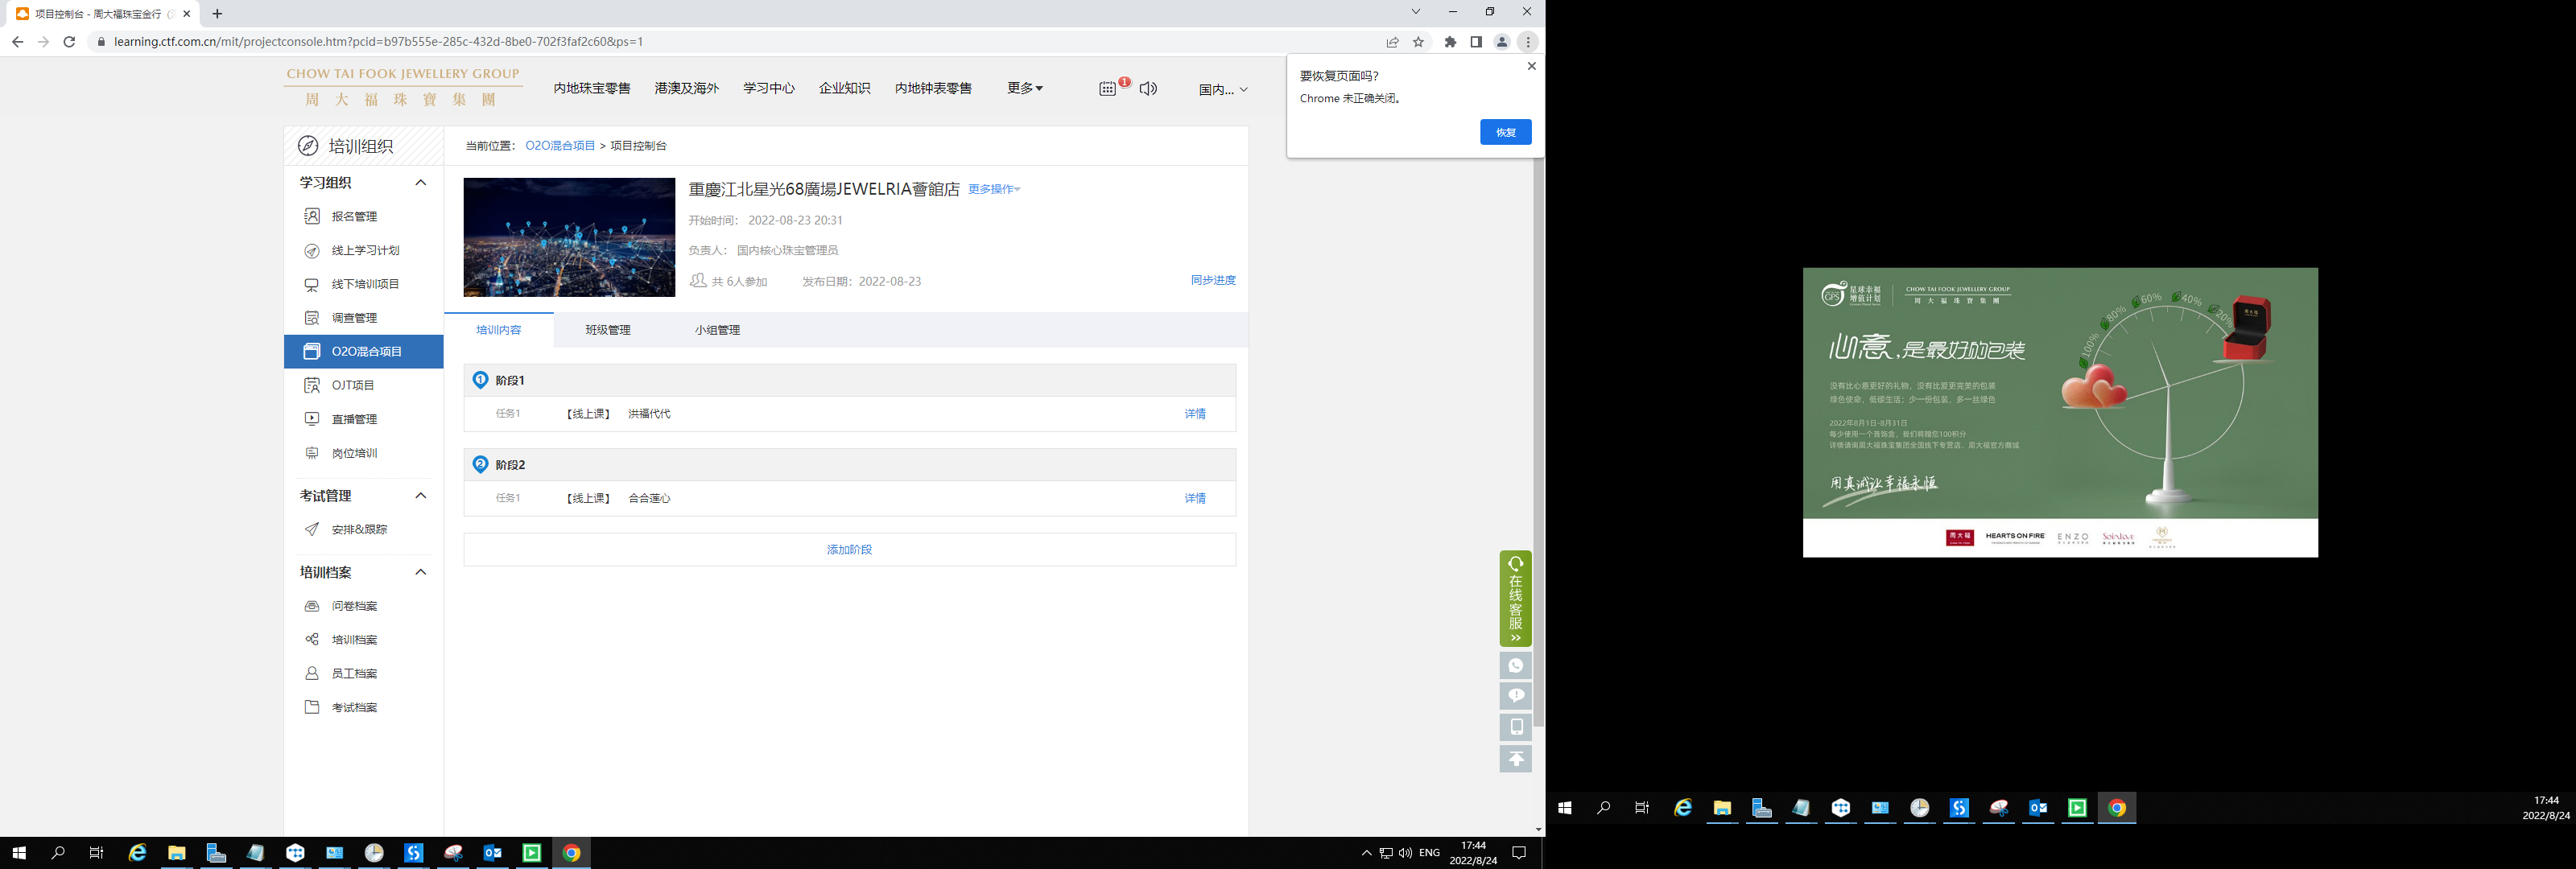 项目控制台 - 周大福珠宝金行
learning.ctf.com.cn/mit/projectconsole.htm?pcid=b97b555e-285c-432d-8be0-702f3faf2c60&ps=1
要恢复页面吗?
Chrome 未正确关闭。
恢复
CHOW TAI FOOK JEWELLERY GROUP
周大福珠寶集團
内地珠宝零售
港澳及海外
学习中心
企业知识
内地钟表零售
更多
1
国内...
培训组织
学习组织
报名管理
线上学习计划
线下培训项目
调查管理
O2O混合项目
OJT项目
直播管理
岗位培训
考试管理
安排&跟踪
培训档案
问卷档案
培训档案
员工档案
考试档案
当前位置： O2O混合项目 > 项目控制台
重慶江北星光68廣場JEWELRIA薈館店 更多操作
开始时间： 2022-08-23 20:31
负责人： 国内核心珠宝管理员
共 6人参加 发布日期：2022-08-23
同步进度
培训内容
班级管理
小组管理
1 阶段1
任务1 【线上课】 洪福代代 详情
2 阶段2
任务1 【线上课】 合合莲心 详情
添加阶段
在线客服
ENG
17:44
2022/8/24
星球幸福
增值计划
CHOW TAI FOOK JEWELLERY GROUP
周大福珠寶集團
心意,是最好的包装
没有比心意更好的礼物，没有比爱更完美的包装
绿色使命，低碳生活；少一份包装，多一丝绿色
2022年8月1日-8月31日
每少使用一个首饰盒，我们将赠您100积分
详情请询周大福珠宝集团全国线下专营店、周大福官方商城
用真诚让幸福永恒
100%
80%
60%
40%
20%
周大福
周大福
HEARTS ON FIRE
ENZO
Soinlove
17:44
2022/8/24